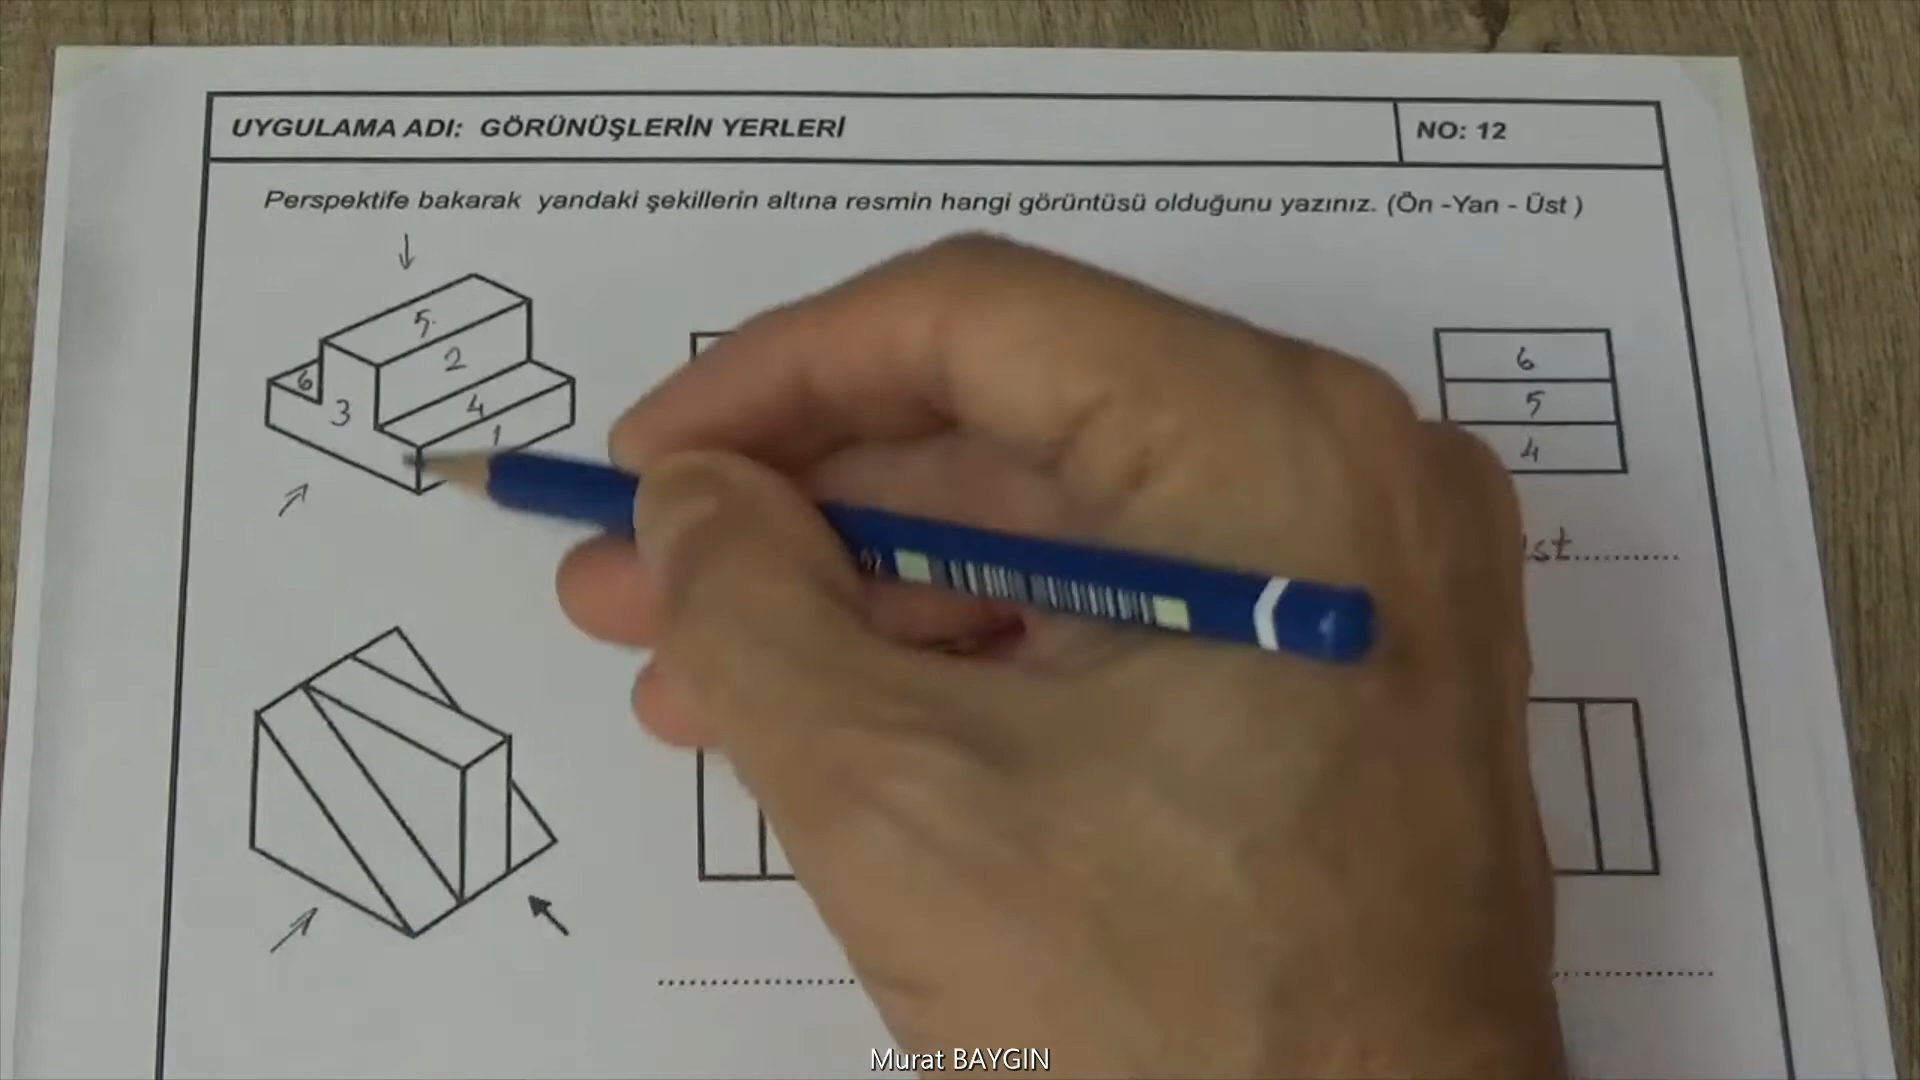 UYGULAMA ADI: GÖRÜNÜŞLERİN YERLERİ
NO: 12
Perspektife bakarak yandaki şekillerin altına resmin hangi görüntüsü olduğunu yazınız. (Ön -Yan - Üst )
5
2
6
3
4
1
6
5
4
Murat BAYGIN